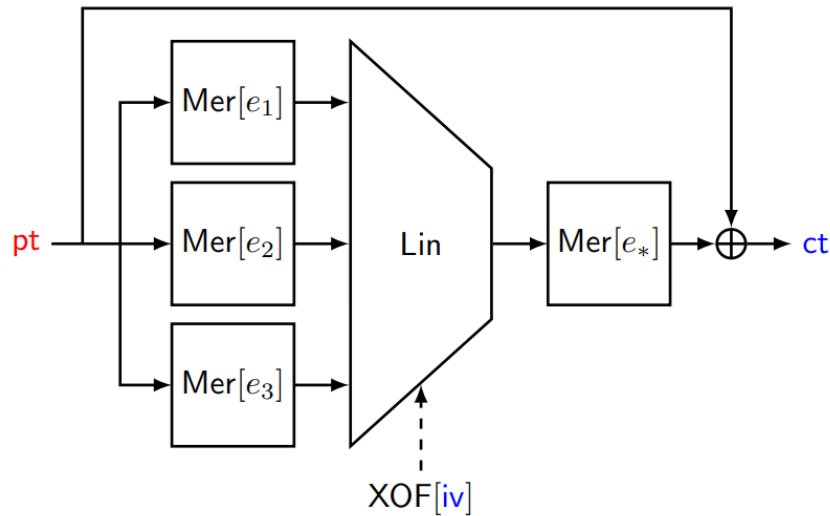 Mer[e₁]
pt
Mer[e₂]
Lin
Mer[e∗]
ct
Mer[e₃]
XOF[iv]